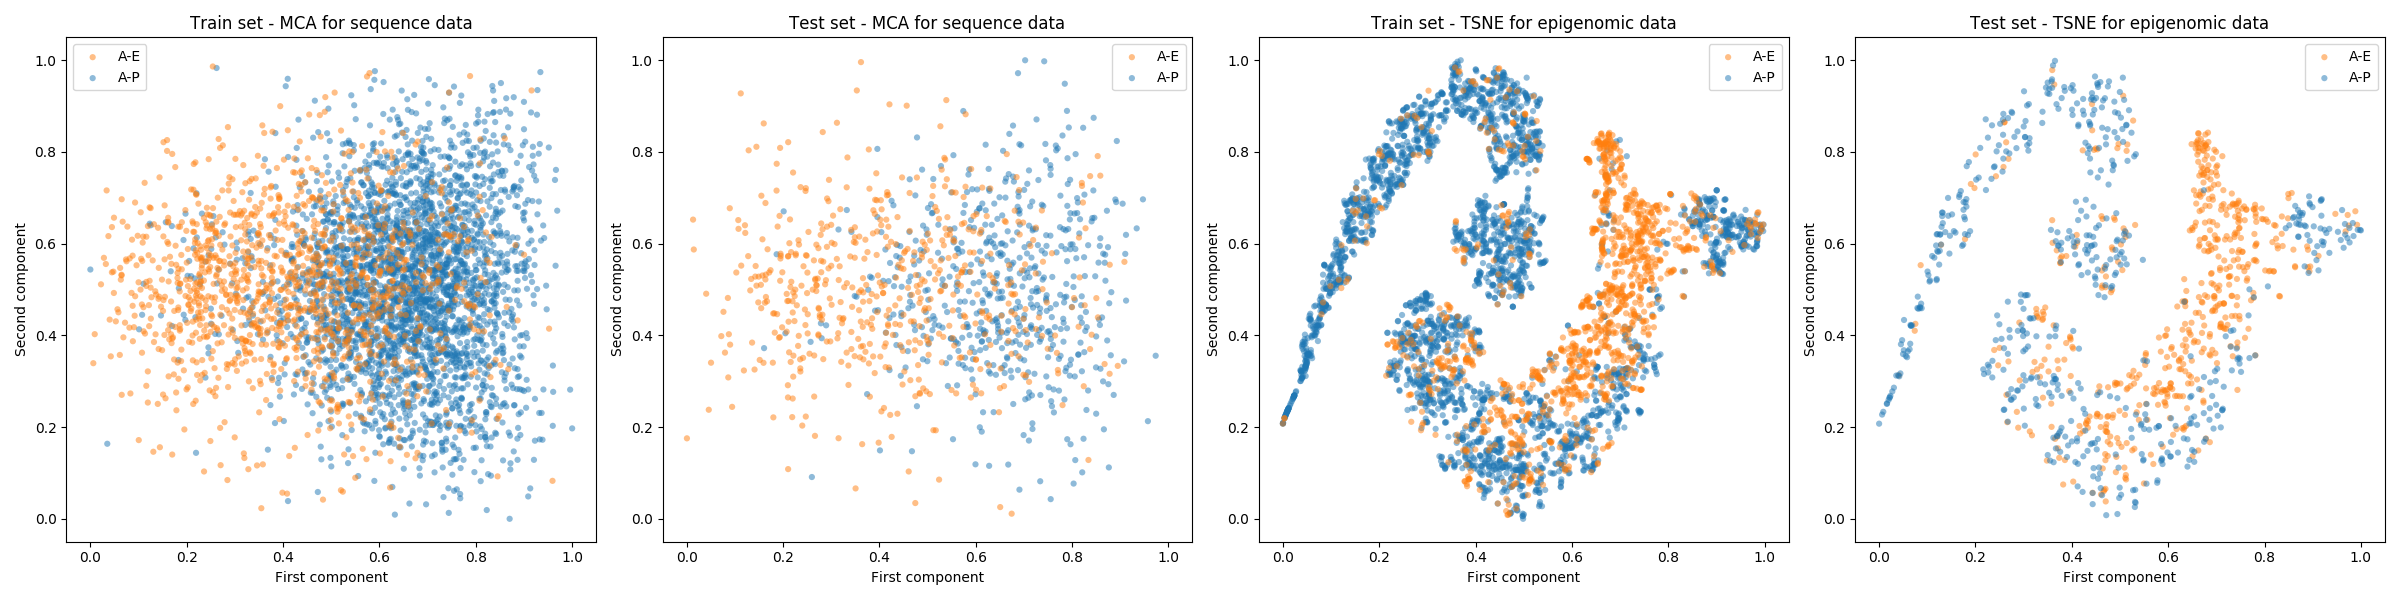 Train set - MCA for sequence data
A-E
A-P
1.0
0.8
0.6
0.4
0.2
0.0
Second component
0.0 0.2 0.4 0.6 0.8 1.0
First component
Test set - MCA for sequence data
A-E
A-P
1.0
0.8
0.6
0.4
0.2
0.0
Second component
0.0 0.2 0.4 0.6 0.8 1.0
First component
Train set - TSNE for epigenomic data
A-E
A-P
1.0
0.8
0.6
0.4
0.2
0.0
Second component
0.0 0.2 0.4 0.6 0.8 1.0
First component
Test set - TSNE for epigenomic data
A-E
A-P
1.0
0.8
0.6
0.4
0.2
0.0
Second component
0.0 0.2 0.4 0.6 0.8 1.0
First component